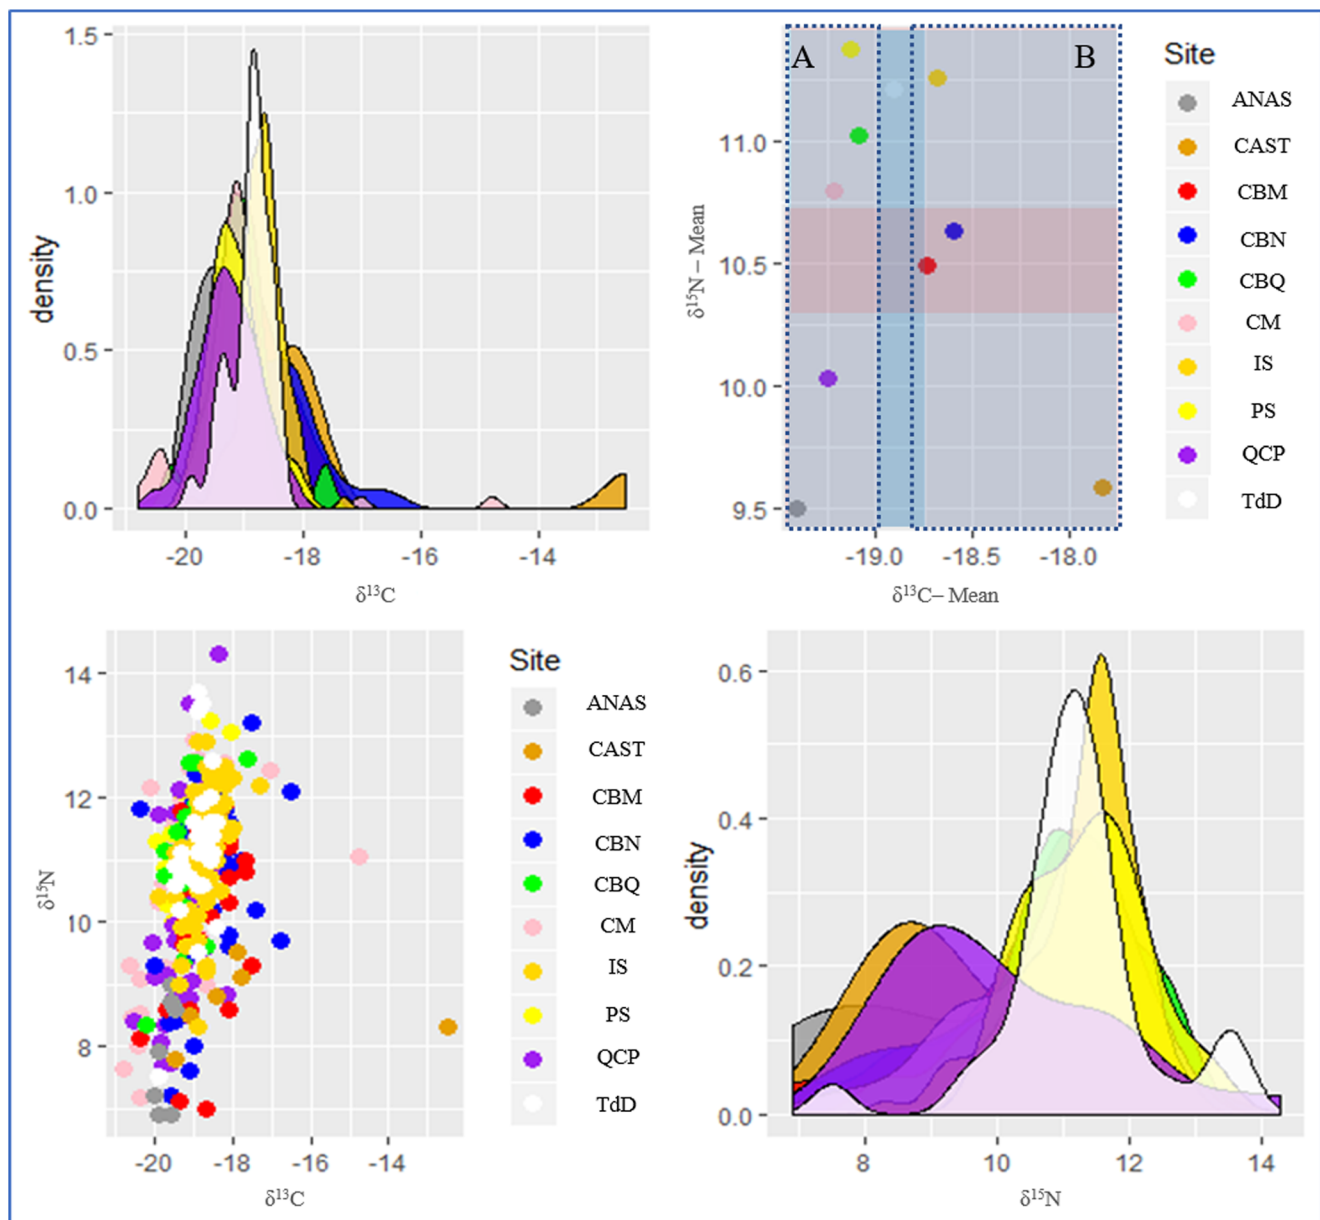 1.5
1.0
0.5
0.0
density
-20
-18
-16
-14
δ¹³C
A
B
11.0
10.5
10.0
9.5
δ¹⁵N – Mean
-19.0
-18.5
-18.0
δ¹³C– Mean
Site
ANAS
CAST
CBM
CBN
CBQ
CM
IS
PS
QCP
TdD
14
12
10
8
δ¹⁵N
-20
-18
-16
-14
δ¹³C
Site
ANAS
CAST
CBM
CBN
CBQ
CM
IS
PS
QCP
TdD
0.6
0.4
0.2
0.0
density
8
10
12
14
δ¹⁵N